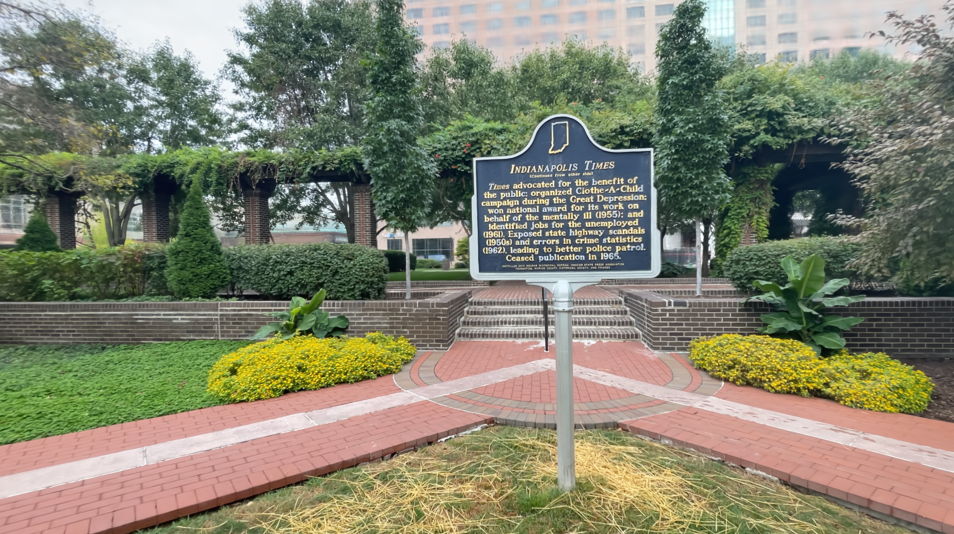 INDIANAPOLIS TIMES
(Continued from other side)
Times advocated for the benefit of
the public; organized Clothe-A-Child
campaign during the Great Depression;
won national award for its work on
behalf of the mentally ill (1955); and
identified jobs for the unemployed
(1961). Exposed state highway scandals
(1950s) and errors in crime statistics
(1962), leading to better police patrol.
Ceased publication in 1965.